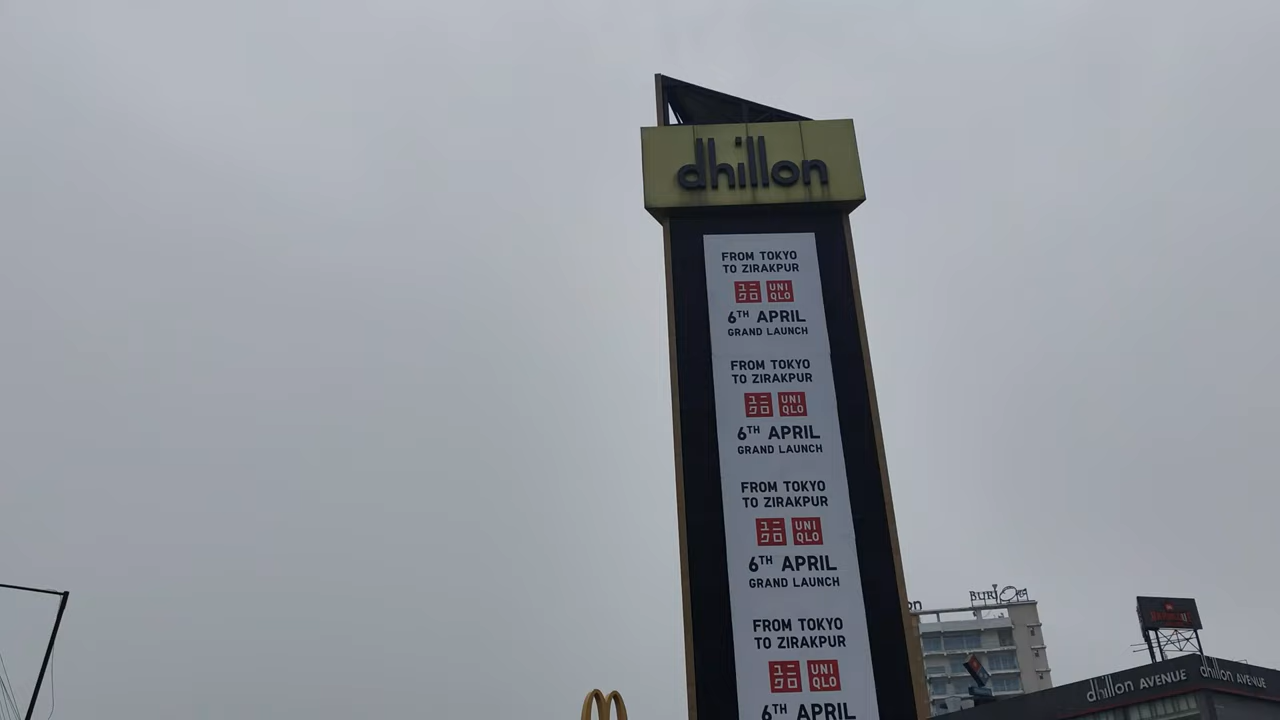 dhillon
FROM TOKYO
TO ZIRAKPUR
ユニ UNI
クロ QLO
6TH APRIL
GRAND LAUNCH
FROM TOKYO
TO ZIRAKPUR
ユニ UNI
クロ QLO
6TH APRIL
GRAND LAUNCH
FROM TOKYO
TO ZIRAKPUR
ユニ UNI
クロ QLO
6TH APRIL
GRAND LAUNCH
FROM TOKYO
TO ZIRAKPUR
ユニ UNI
クロ QLO
6TH APRIL
dhillon AVENUE
dhillon AVENUE